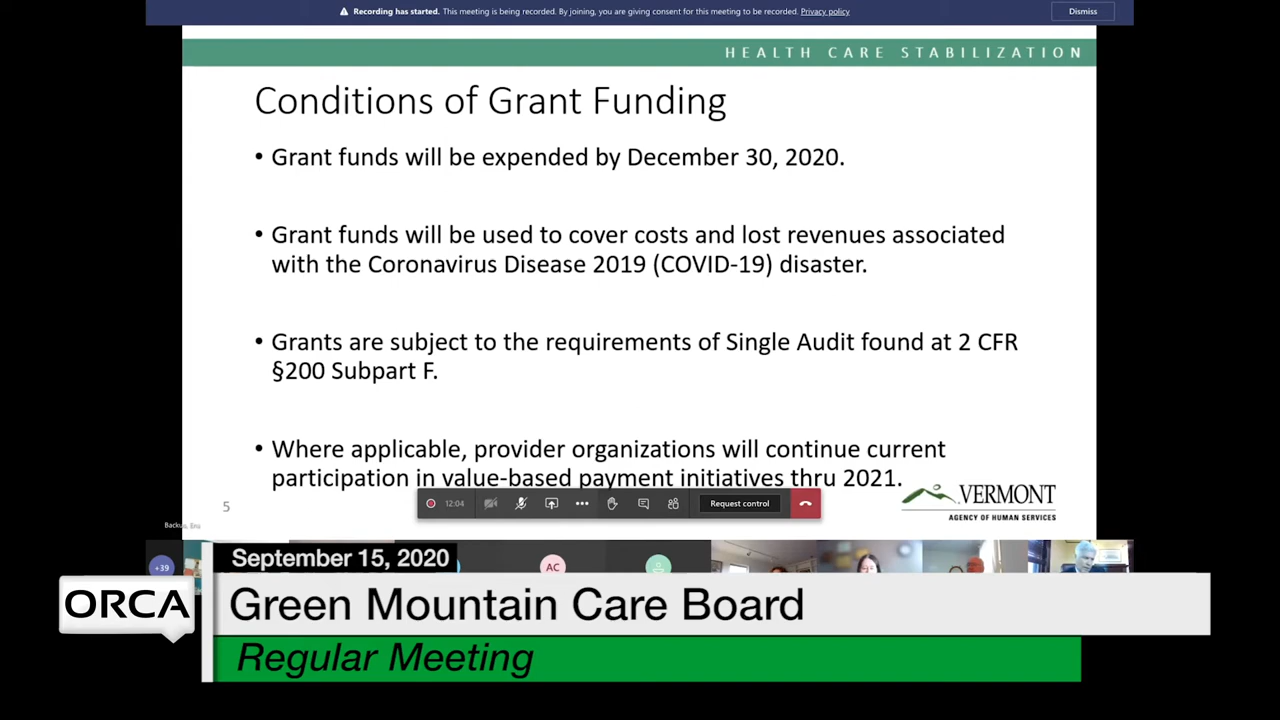 Recording has started. This meeting is being recorded. By joining, you are giving consent for this meeting to be recorded. Privacy policy
Dismiss
HEALTH CARE STABILIZATION
Conditions of Grant Funding
• Grant funds will be expended by December 30, 2020.
• Grant funds will be used to cover costs and lost revenues associated
with the Coronavirus Disease 2019 (COVID-19) disaster.
• Grants are subject to the requirements of Single Audit found at 2 CFR
§200 Subpart F.
• Where applicable, provider organizations will continue current
participation in value-based payment initiatives thru 2021.
12:04
Request control
5
VERMONT
AGENCY OF HUMAN SERVICES
+39
AC
September 15, 2020
ORCA
Green Mountain Care Board
Regular Meeting